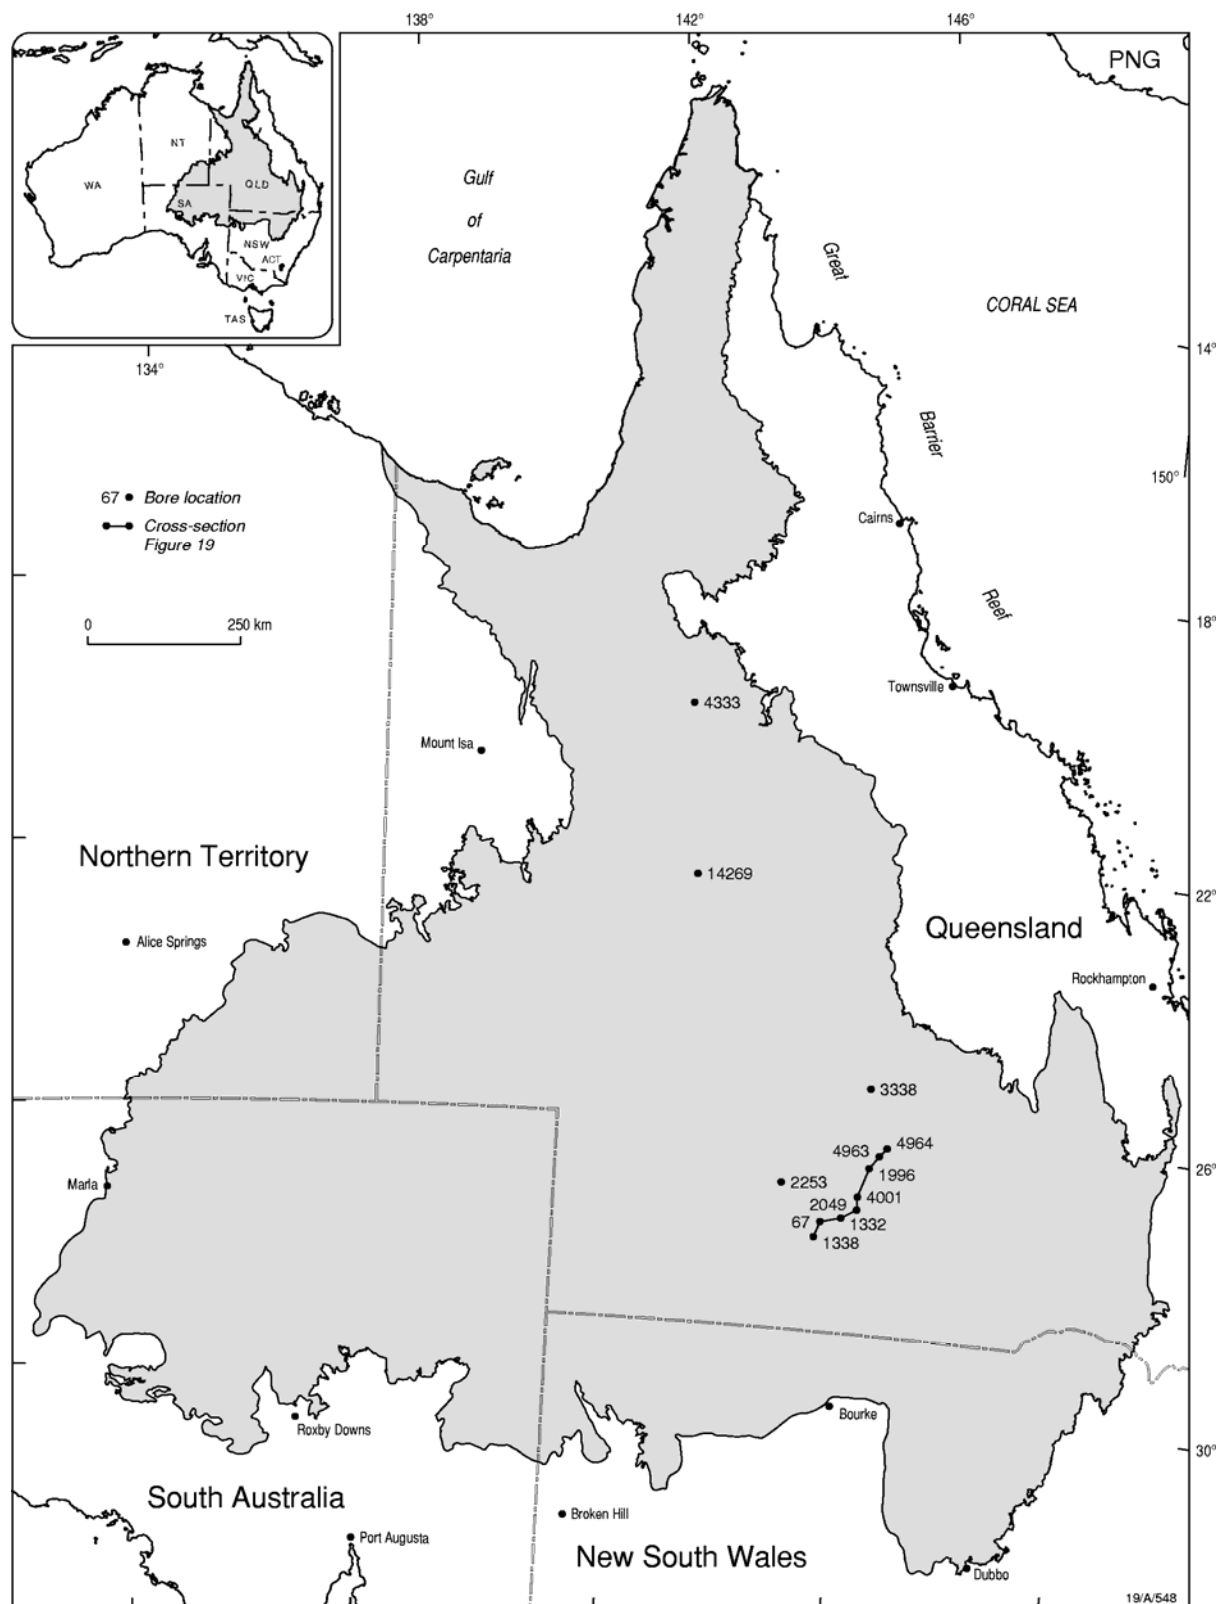 138°
142°
146°
PNG
NT
WA
QLD
SA
NSW
ACT
VIC
TAS
134°
Gulf
of
Carpentaria
Great
CORAL SEA
14°
Barrier
150°
67 Bore location
Cross-section
Figure 19
Cairns
Reef
0 250 km
18°
Townsville
4333
Mount Isa
Northern Territory
14269
22°
Queensland
Alice Springs
Rockhampton
3338
4963 4964
26°
Marla
2253
1996
2049 4001
67 1332
1338
Bourke
Roxby Downs
30°
South Australia
Broken Hill
Port Augusta
New South Wales
Dubbo
19/A/548